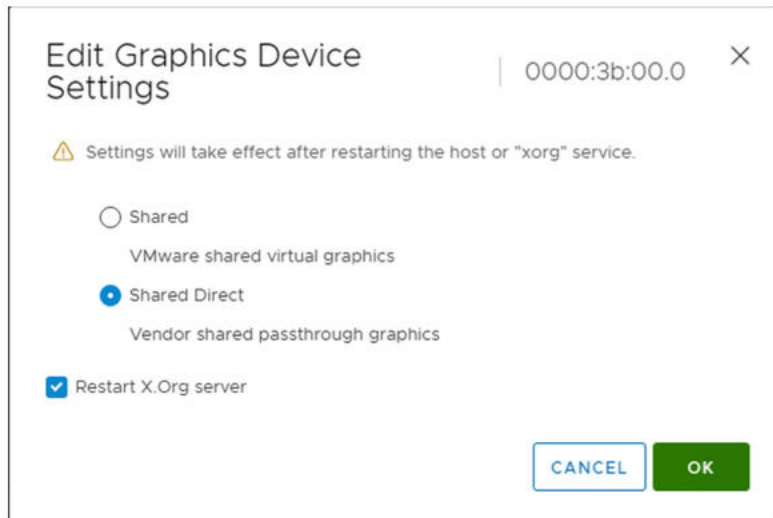 Edit Graphics Device
Settings
0000:3b:00.0
Settings will take effect after restarting the host or "xorg" service.
Shared
VMware shared virtual graphics
Shared Direct
Vendor shared passthrough graphics
Restart X.Org server
CANCEL
OK